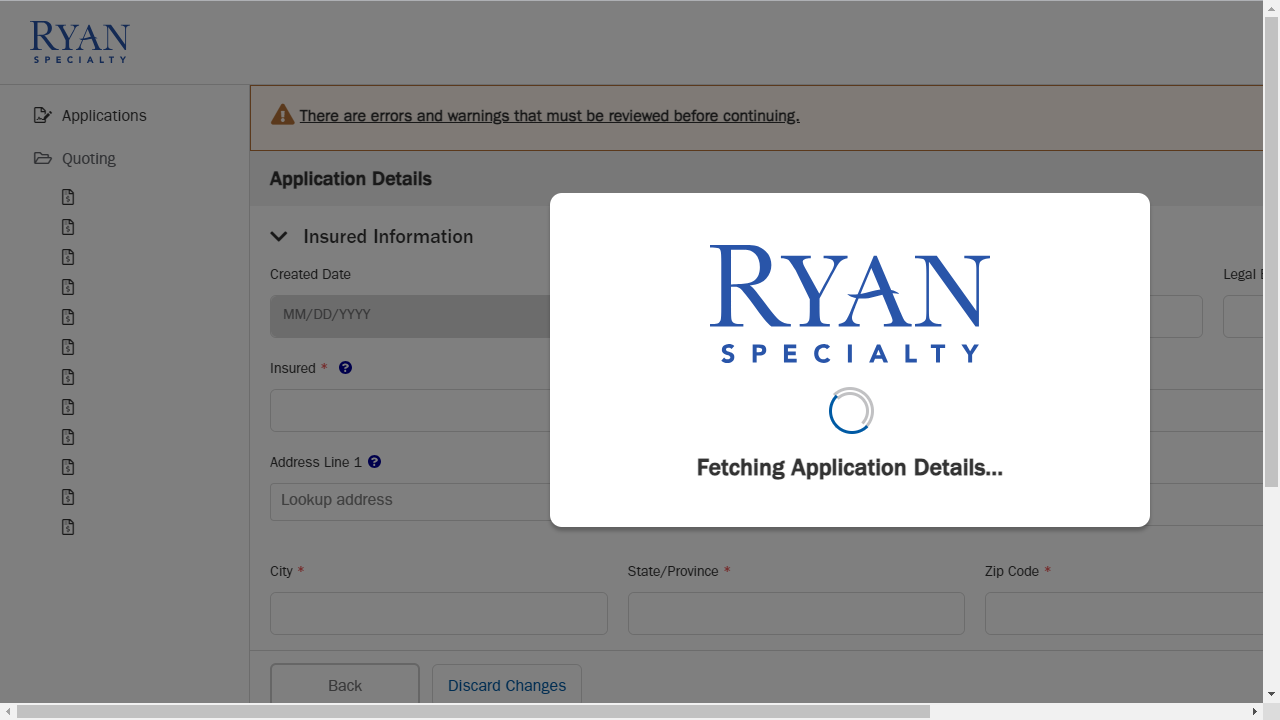 RYAN
SPECIALTY
Applications
Quoting
There are errors and warnings that must be reviewed before continuing.
Application Details
Insured Information
Created Date
MM/DD/YYYY
Legal
Insured *
Address Line 1
Lookup address
City *
State/Province *
Zip Code *
Back
Discard Changes
RYAN
SPECIALTY
Fetching Application Details...